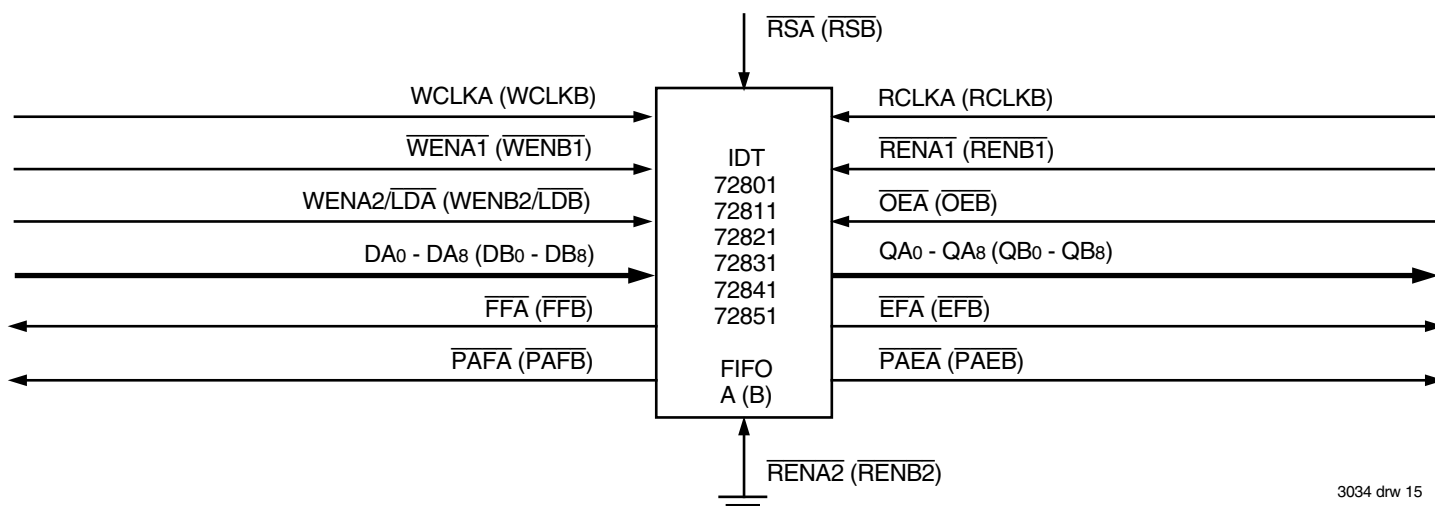 RSA (RSB)
WCLKA (WCLKB)
WENA1 (WENB1)
WENA2/LDA (WENB2/LDB)
DA0 - DA8 (DB0 - DB8)
FFA (FFB)
PAFA (PAFB)
IDT
72801
72811
72821
72831
72841
72851
FIFO
A (B)
RCLKA (RCLKB)
RENA1 (RENB1)
OEA (OEB)
QA0 - QA8 (QB0 - QB8)
EFA (EFB)
PAEA (PAEB)
RENA2 (RENB2)
3034 drw 15